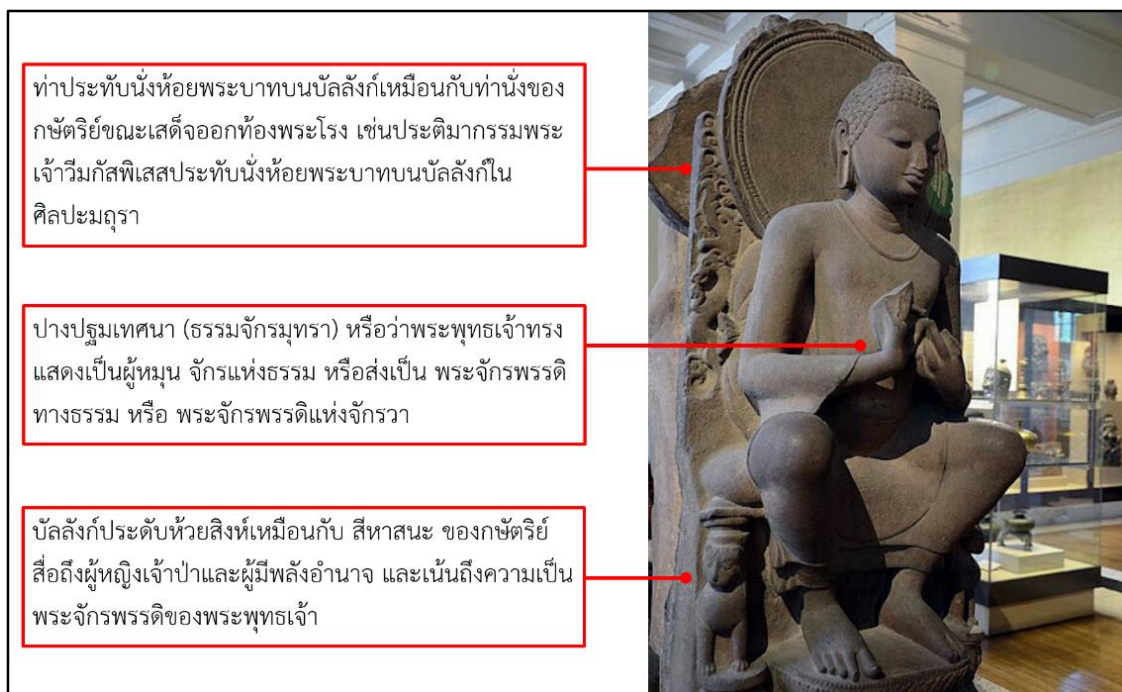 ท่าประทับนั่งห้อยพระบาทบนบัลลังก์เหมือนกับท่านั่งของ
กษัตริย์ขณะเสด็จออกท้องพระโรง เช่นประติมากรรมพระ
เจ้าวีมกัสพิเสสประทับนั่งห้อยพระบาทบนบัลลังก์ใน
ศิลปะมถุรา
ปางปฐมเทศนา (ธรรมจักรมุทรา) หรือว่าพระพุทธเจ้าทรง
แสดงเป็นผู้หมุน จักรแห่งธรรม หรือส่งเป็น พระจักรพรรดิ
ทางธรรม หรือ พระจักรพรรดิแห่งจักรวา
บัลลังก์ประดับห้วยสิงห์เหมือนกับ สีหาสนะ ของกษัตริย์
สื่อถึงผู้หญิงเจ้าป่าและผู้มีพลังอำนาจ และเน้นถึงความเป็น
พระจักรพรรดิของพระพุทธเจ้า